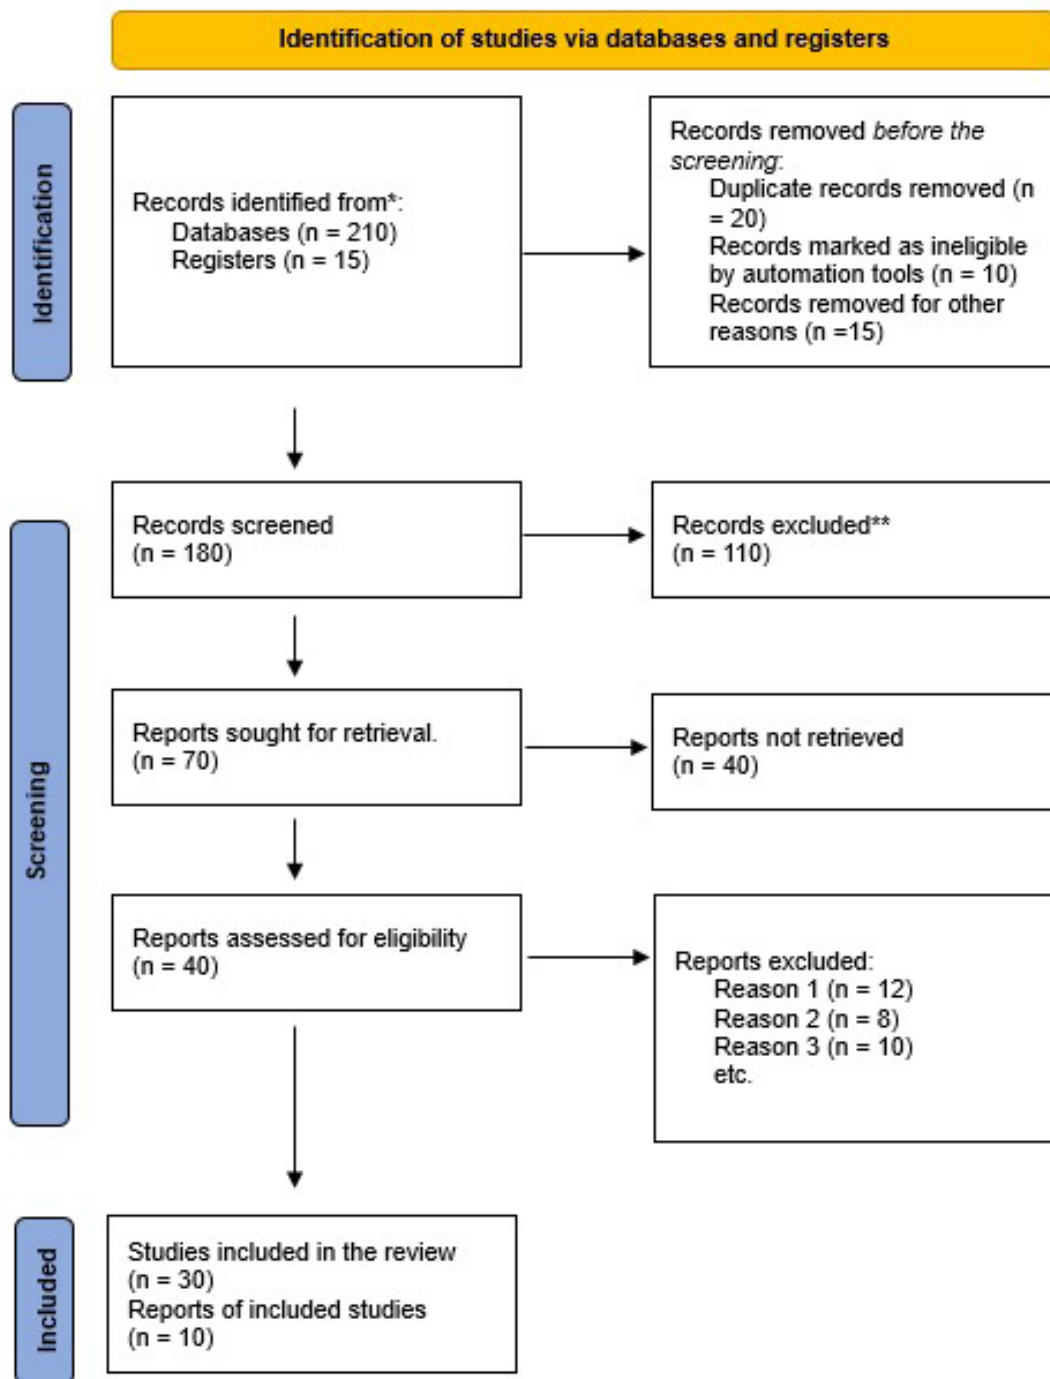 Identification of studies via databases and registers
Identification
Records identified from*:
Databases (n = 210)
Registers (n = 15)
Records removed before the
screening:
Duplicate records removed (n
= 20)
Records marked as ineligible
by automation tools (n = 10)
Records removed for other
reasons (n =15)
Screening
Records screened
(n = 180)
Records excluded**
(n = 110)
Reports sought for retrieval.
(n = 70)
Reports not retrieved
(n = 40)
Reports assessed for eligibility
(n = 40)
Reports excluded:
Reason 1 (n = 12)
Reason 2 (n = 8)
Reason 3 (n = 10)
etc.
Included
Studies included in the review
(n = 30)
Reports of included studies
(n = 10)